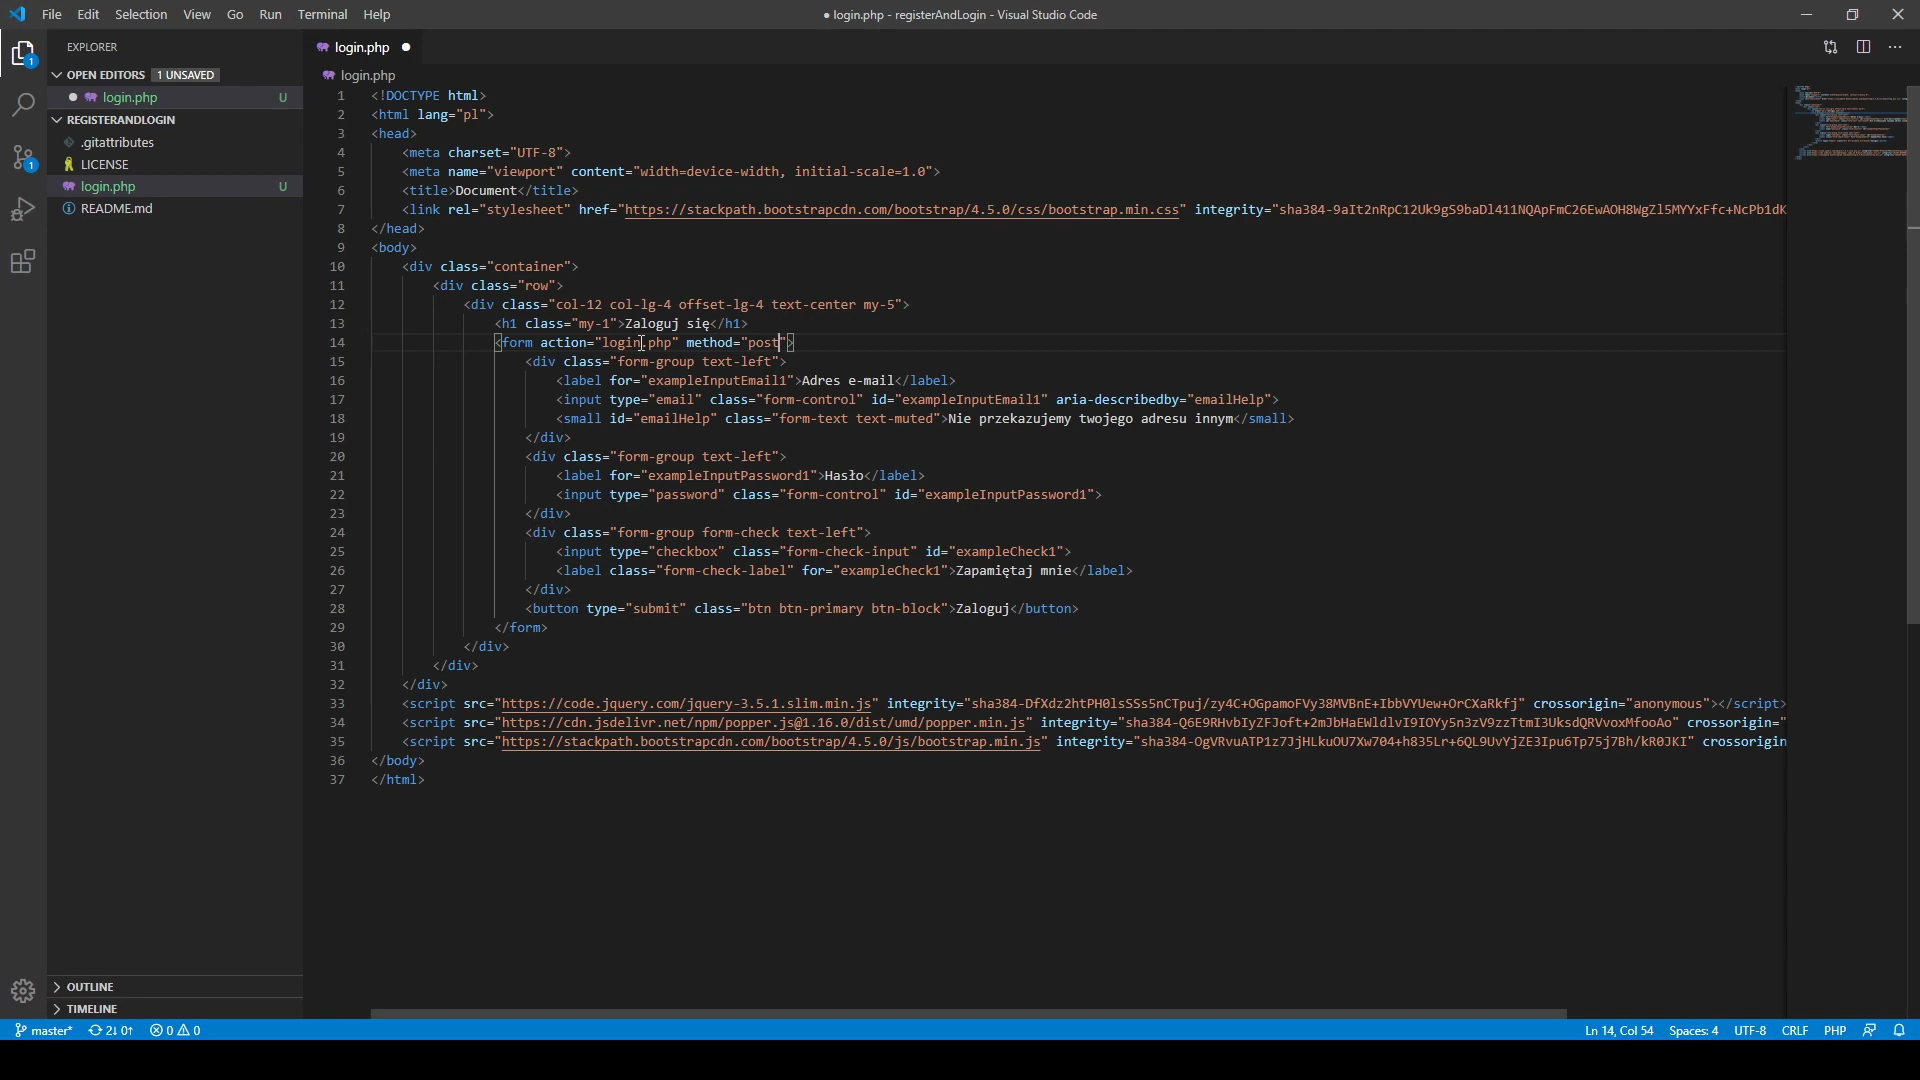 File Edit Selection View Go Run Terminal Help
● login.php - registerAndLogin - Visual Studio Code
EXPLORER
OPEN EDITORS 1 UNSAVED
login.php U
REGISTERANDLOGIN
.gitattributes
LICENSE
login.php U
README.md
OUTLINE
TIMELINE
login.php
login.php
1 <!DOCTYPE html>
2 <html lang="pl">
3 <head>
4 <meta charset="UTF-8">
5 <meta name="viewport" content="width=device-width, initial-scale=1.0">
6 <title>Document</title>
7 <link rel="stylesheet" href="https://stackpath.bootstrapcdn.com/bootstrap/4.5.0/css/bootstrap.min.css" integrity="sha384-9aIt2nRpC12Uk9gS9baDl411NQApFmC26EwAOH8WgZl5MYYxFfc+NcPb1dK
8 </head>
9 <body>
10 <div class="container">
11 <div class="row">
12 <div class="col-12 col-lg-4 offset-lg-4 text-center my-5">
13 <h1 class="my-1">Zaloguj się</h1>
14 <form action="login.php" method="post">
15 <div class="form-group text-left">
16 <label for="exampleInputEmail1">Adres e-mail</label>
17 <input type="email" class="form-control" id="exampleInputEmail1" aria-describedby="emailHelp">
18 <small id="emailHelp" class="form-text text-muted">Nie przekazujemy twojego adresu innym</small>
19 </div>
20 <div class="form-group text-left">
21 <label for="exampleInputPassword1">Hasło</label>
22 <input type="password" class="form-control" id="exampleInputPassword1">
23 </div>
24 <div class="form-group form-check text-left">
25 <input type="checkbox" class="form-check-input" id="exampleCheck1">
26 <label class="form-check-label" for="exampleCheck1">Zapamiętaj mnie</label>
27 </div>
28 <button type="submit" class="btn btn-primary btn-block">Zaloguj</button>
29 </form>
30 </div>
31 </div>
32 </div>
33 <script src="https://code.jquery.com/jquery-3.5.1.slim.min.js" integrity="sha384-DfXdz2htPH0lsSSs5nCTpuj/zy4C+OGpamoFVy38MVBnE+IbbVYUew+OrCXaRkfj" crossorigin="anonymous"></script>
34 <script src="https://cdn.jsdelivr.net/npm/popper.js@1.16.0/dist/umd/popper.min.js" integrity="sha384-Q6E9RHvbIyZFJoft+2mJbHaEWldlvI9IOYy5n3zV9zzTtmI3UksdQRVvoxMfooAo" crossorigin="
35 <script src="https://stackpath.bootstrapcdn.com/bootstrap/4.5.0/js/bootstrap.min.js" integrity="sha384-OgVRvuATP1z7JjHLkuOU7Xw704+h835Lr+6QL9UvYjZE3Ipu6Tp75j7Bh/kR0JKI" crossorigin
36 </body>
37 </html>
master* 2↓ 0↑ 0 0 Ln 14, Col 54 Spaces: 4 UTF-8 CRLF PHP